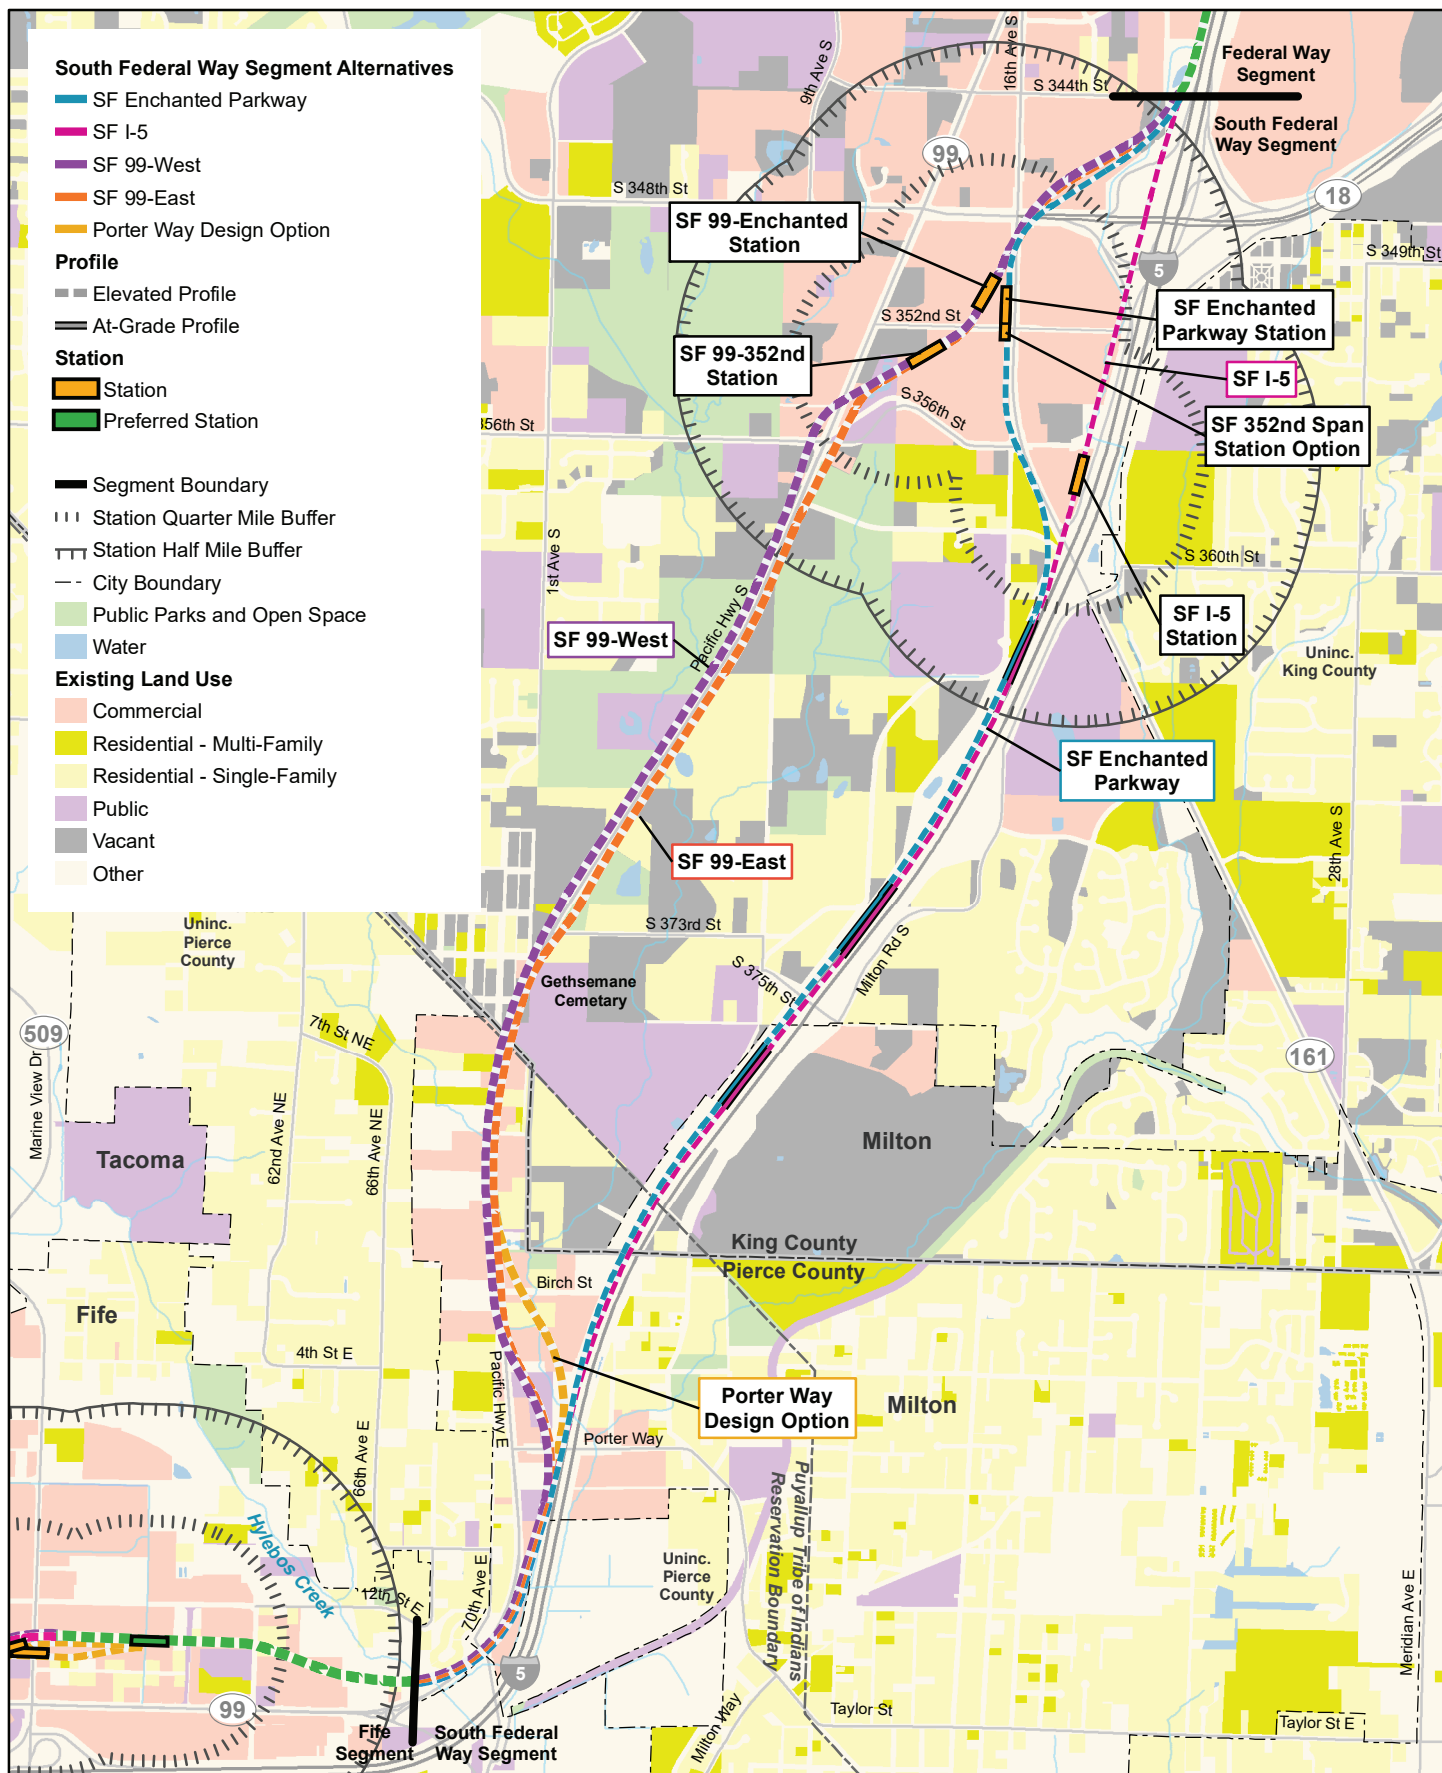 South Federal Way Segment Alternatives
SF Enchanted Parkway
SF I-5
SF 99-West
SF 99-East
Porter Way Design Option
Profile
Elevated Profile
At-Grade Profile
Station
Station
Preferred Station
Segment Boundary
Station Quarter Mile Buffer
Station Half Mile Buffer
City Boundary
Public Parks and Open Space
Water
Existing Land Use
Commercial
Residential - Multi-Family
Residential - Single-Family
Public
Vacant
Other
9th Ave S
16th Ave S
S 344th St
Federal Way
Segment
South Federal
Way Segment
99
18
S 348th St
SF 99-Enchanted
Station
S 349th St
5
S 352nd St
SF Enchanted
Parkway Station
SF 99-352nd
Station
SF I-5
S 356th St
356th St
SF 352nd Span
Station Option
1st Ave S
S 360th St
SF I-5
Station
Pacific Hwy S
SF 99-West
Uninc.
King County
SF Enchanted
Parkway
28th Ave S
SF 99-East
S 373rd St
Milton Rd S
S 375th St
Uninc.
Pierce
County
Gethsemane
Cemetary
509
7th St NE
161
Marine View Dr
62nd Ave NE
66th Ave NE
Tacoma
Milton
King County
Pierce County
Birch St
Fife
4th St E
Pacific Hwy E
Porter Way
Design Option
Milton
Porter Way
66th Ave E
Puyallup Tribe of Indians
Reservation Boundary
Hylebos Creek
12th St E
70th Ave E
Uninc.
Pierce
County
Meridian Ave E
5
99
Fife
Segment
South Federal
Way Segment
Milton Way
Taylor St
Taylor St E